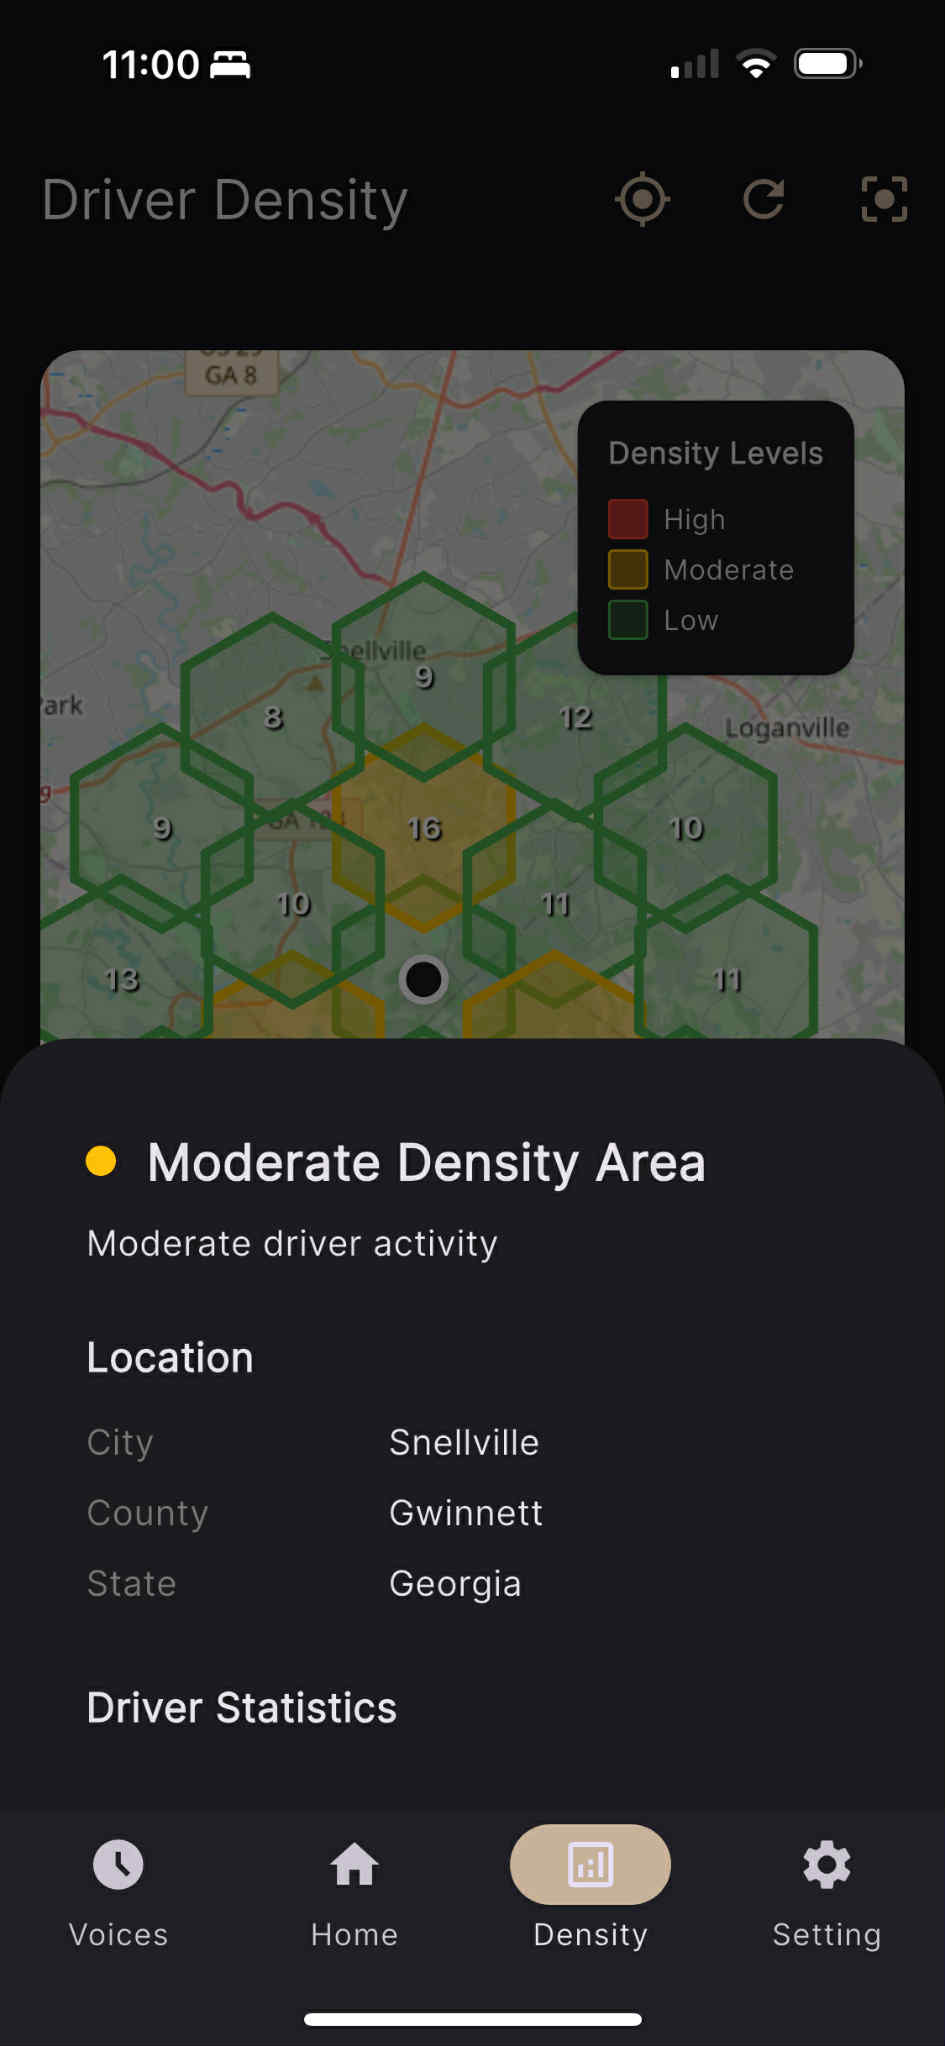 11:00
Driver Density
GA 8
Density Levels
High
Moderate
Low
Snellville
9
8
12
Park
Loganville
9
16
10
10
11
13
11
Moderate Density Area
Moderate driver activity
Location
City Snellville
County Gwinnett
State Georgia
Driver Statistics
Voices Home Density Setting